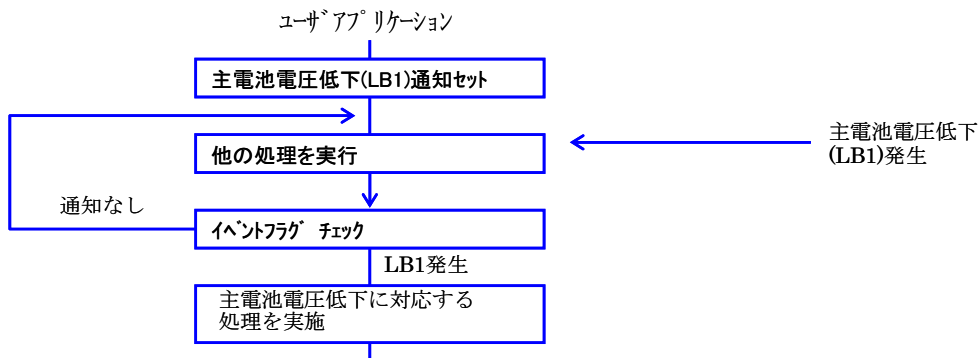 ﾕｰｻﾞｱﾌﾟﾘｹｰｼｮﾝ
主電池電圧低下(LB1)通知ｾｯﾄ
他の処理を実行
主電池電圧低下
(LB1)発生
通知なし
ｲﾍﾞﾝﾄﾌﾗｸﾞ ﾁｪｯｸ
LB1発生
主電池電圧低下に対応する
処理を実施